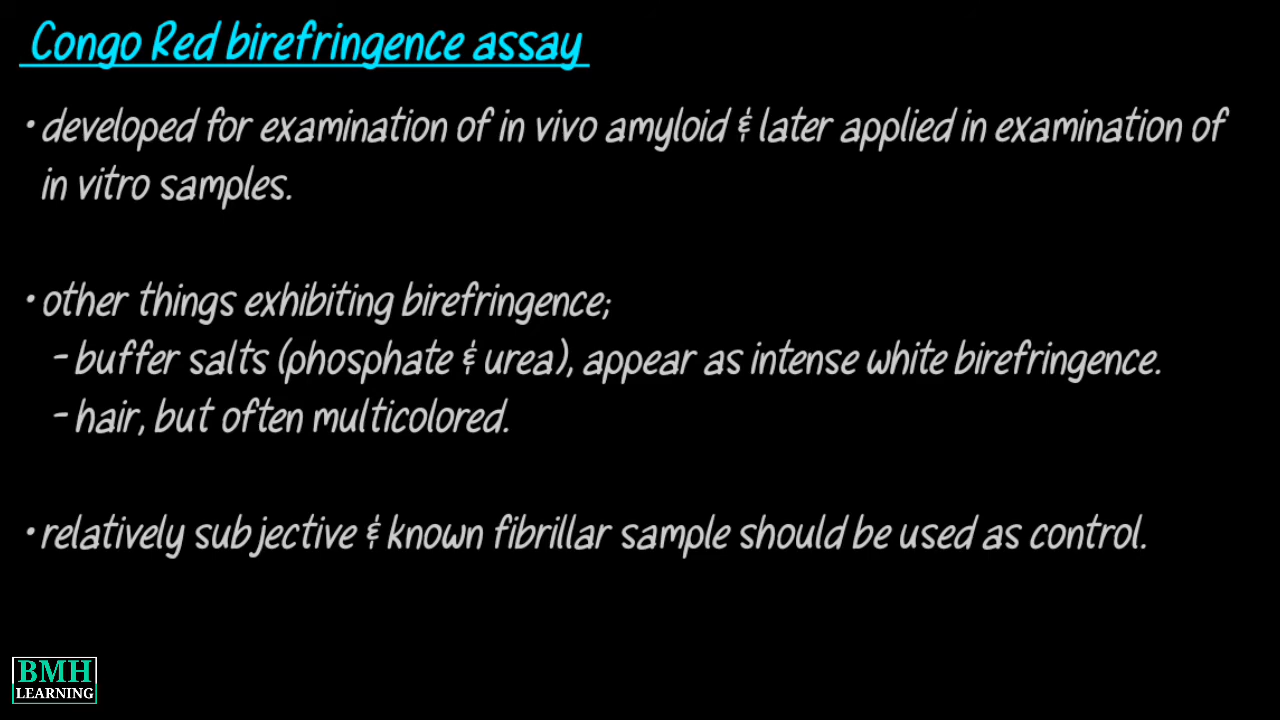 Congo Red birefringence assay
• developed for examination of in vivo amyloid & later applied in examination of
in vitro samples.
• other things exhibiting birefringence;
- buffer salts (phosphate & urea), appear as intense white birefringence.
- hair, but often multicolored.
• relatively subjective & known fibrillar sample should be used as control.
BMH
LEARNING